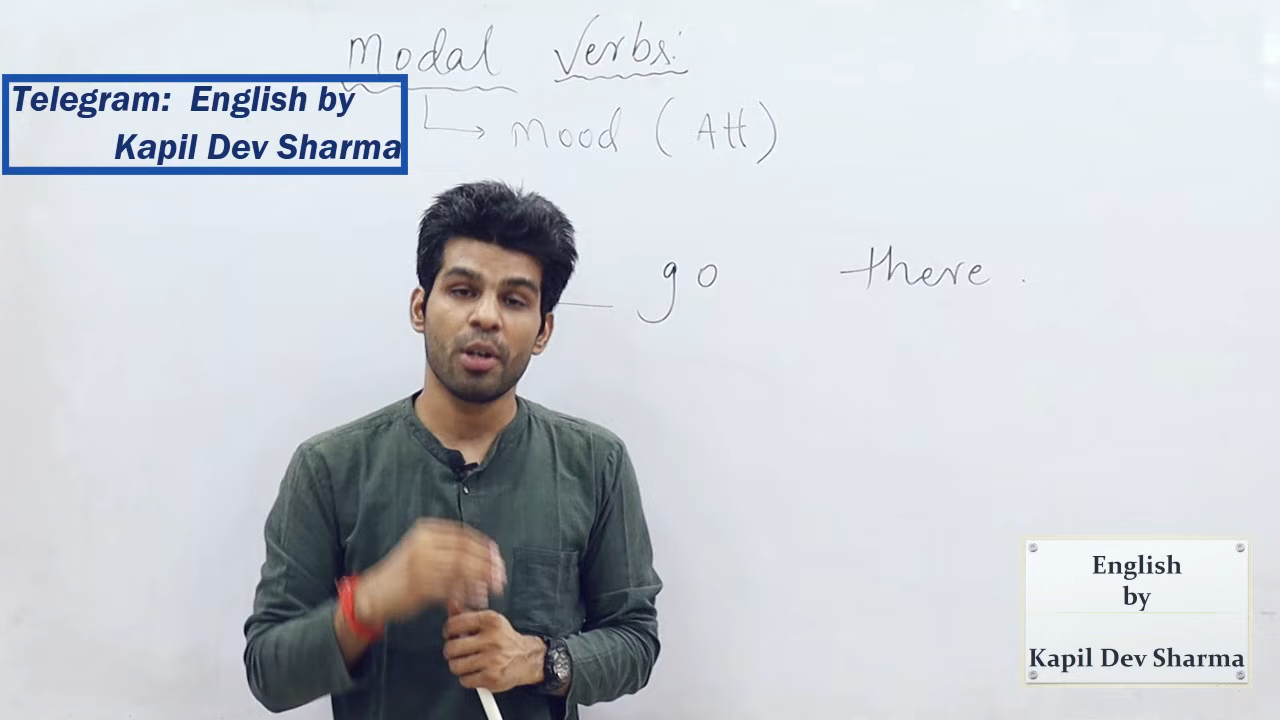 Modal Verbs:
Telegram: English by
Kapil Dev Sharma
Mood (Att)
go there.
English
by
Kapil Dev Sharma